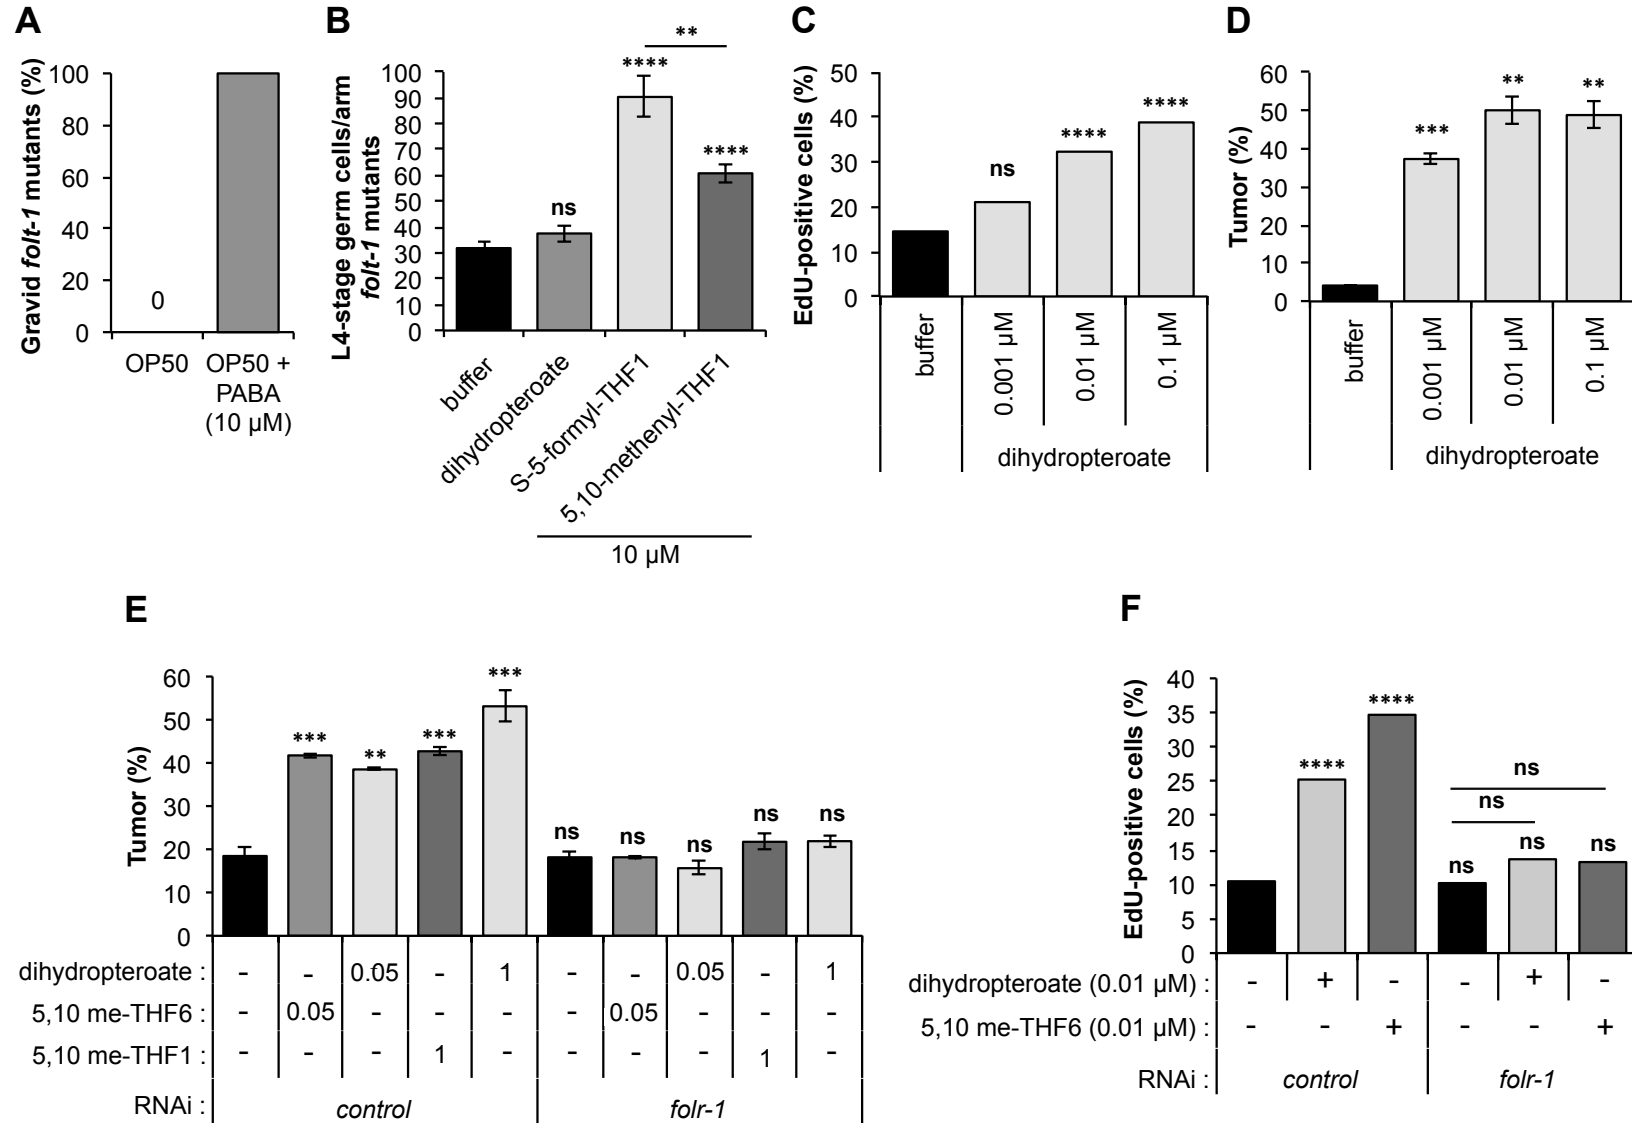 A
Gravid folt-1 mutants (%)
100
80
60
40
20
0
0
OP50
OP50 +
PABA
(10 µM)
B
L4-stage germ cells/arm
folt-1 mutants
100
90
80
70
60
50
40
30
20
10
0
ns
****
**
****
buffer
dihydropteroate
S-5-formyl-THF1
5,10-methenyl-THF1
10 µM
C
EdU-positive cells (%)
50
40
30
20
10
0
ns
****
****
buffer
0.001 µM
0.01 µM
0.1 µM
dihydropteroate
D
Tumor (%)
60
50
40
30
20
10
0
***
**
**
buffer
0.001 µM
0.01 µM
0.1 µM
dihydropteroate
E
Tumor (%)
60
50
40
30
20
10
0
*** ** *** *** ns ns ns ns ns
dihydropteroate : - - 0.05 - 1 - - 0.05 - 1
5,10 me-THF6 : - 0.05 - - - - 0.05 - - -
5,10 me-THF1 : - - - 1 - - - - 1 -
RNAi : control folr-1
F
EdU-positive cells (%)
40
35
30
25
20
15
10
5
0
****
****
ns
ns
ns ns ns
dihydropteroate (0.01 µM) : - + - - + -
5,10 me-THF6 (0.01 µM) : - - + - - +
RNAi : control folr-1